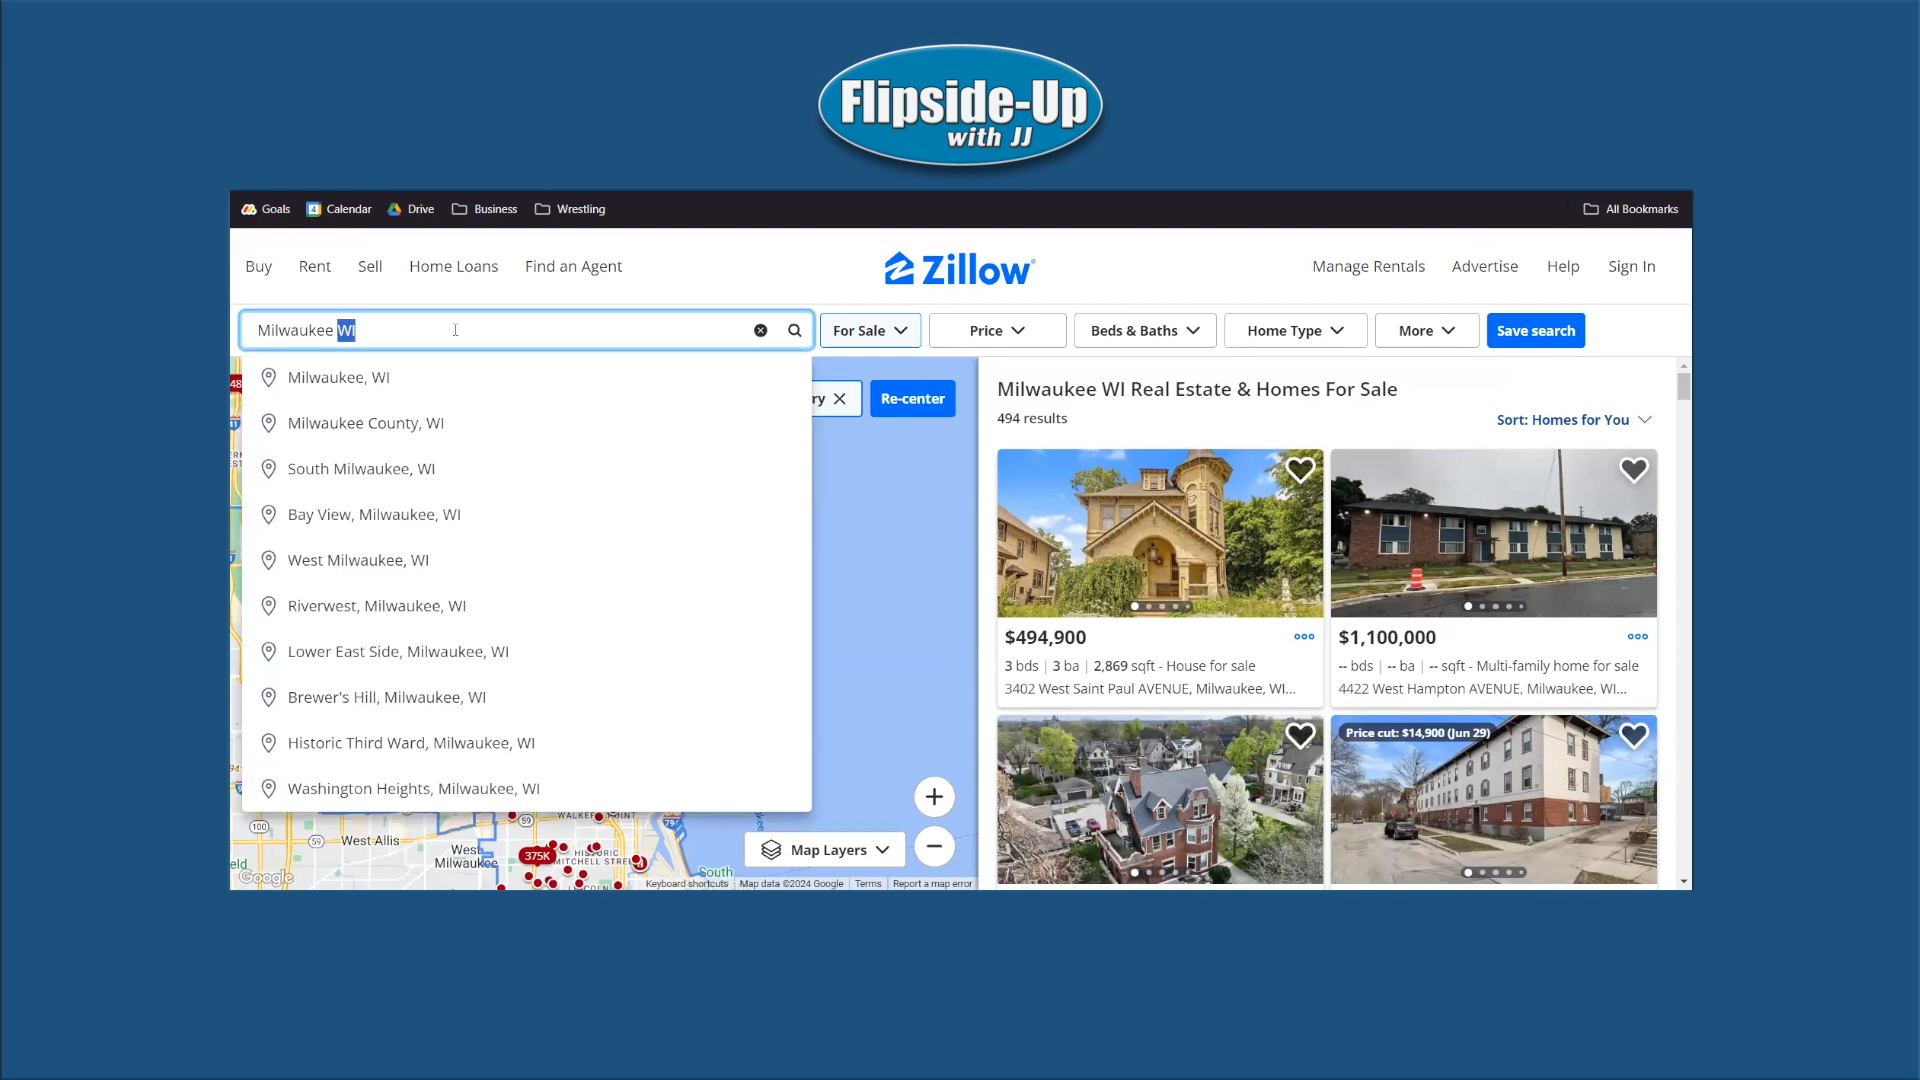 Flipside-Up
with JJ
Goals
Calendar
Drive
Business
Wrestling
All Bookmarks
Buy
Rent
Sell
Home Loans
Find an Agent
Zillow
Manage Rentals
Advertise
Help
Sign In
Milwaukee WI
For Sale
Price
Beds & Baths
Home Type
More
Save search
Milwaukee, WI
Milwaukee County, WI
South Milwaukee, WI
Bay View, Milwaukee, WI
West Milwaukee, WI
Riverwest, Milwaukee, WI
Lower East Side, Milwaukee, WI
Brewer's Hill, Milwaukee, WI
Historic Third Ward, Milwaukee, WI
Washington Heights, Milwaukee, WI
48
41
ry
Re-center
100
59
59
794
West Allis
West
Milwaukee
375K
South
Google
Map Layers
Keyboard shortcuts
Map data ©2024 Google
Terms
Report a map error
Milwaukee WI Real Estate & Homes For Sale
494 results
Sort: Homes for You
$494,900
3 bds | 3 ba | 2,869 sqft - House for sale
3402 West Saint Paul AVENUE, Milwaukee, WI...
$1,100,000
-- bds | -- ba | -- sqft - Multi-family home for sale
4422 West Hampton AVENUE, Milwaukee, WI...
Price cut: $14,900 (Jun 29)